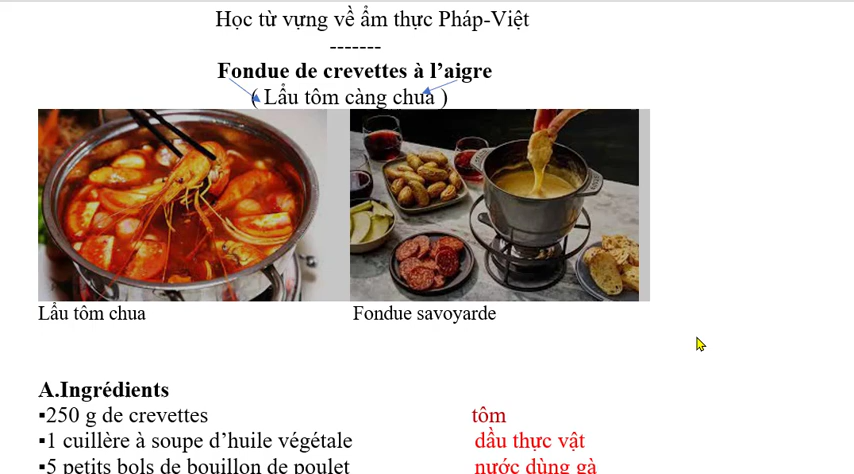 Học từ vựng về ẩm thực Pháp-Việt
-------
Fondue de crevettes à l’aigre
( Lẩu tôm càng chua )
Lẩu tôm chua
Fondue savoyarde
A.Ingrédients
▪250 g de crevettes tôm
▪1 cuillère à soupe d’huile végétale dầu thực vật
▪5 petits bols de bouillon de poulet nước dùng gà